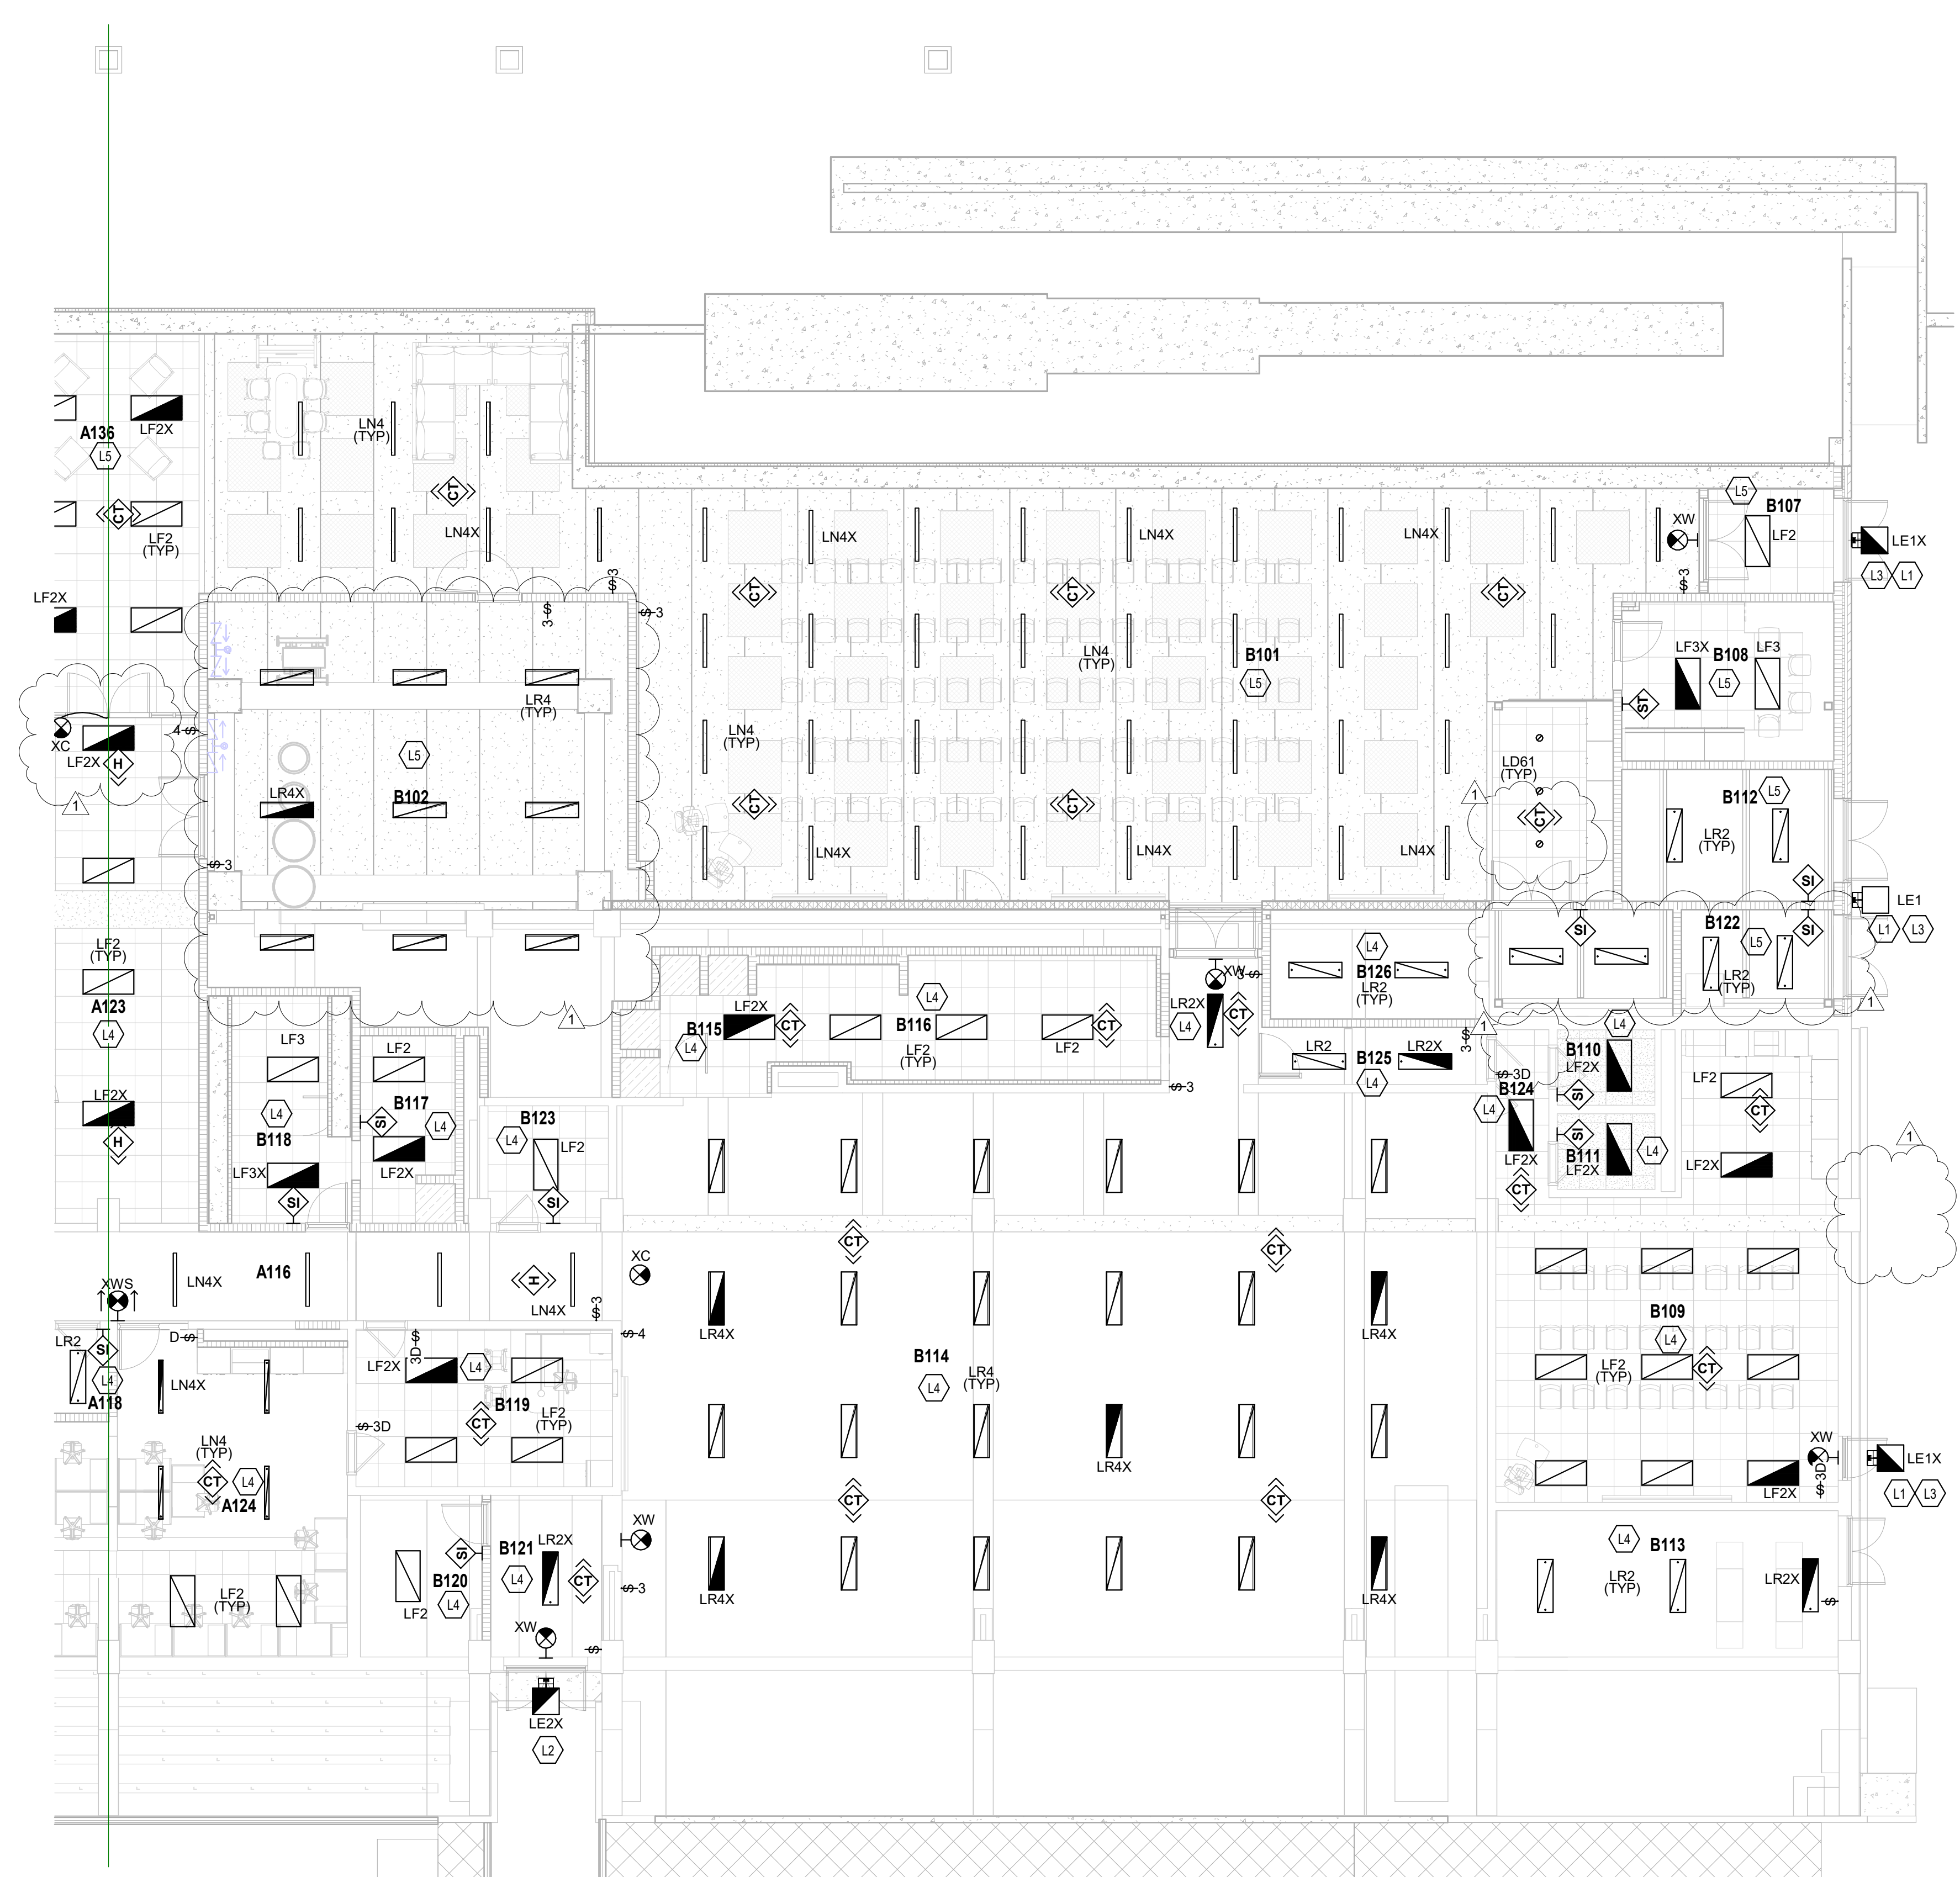 LN4
(TYP)
LF2X
A136
L5
CT
LF2
(TYP)
CT
LN4X
LN4X
LN4X
LN4X
XW
L5
B107
LF2
LE1X
L3
L1
LF2X
$ 3
$ 3
3 $
$ 3
CT
CT
CT
LN4
(TYP)
B101
L5
LF3X
B108
LF3
L5
ST
LR4
(TYP)
4 $
XC
LF2X
H
1
L5
LR4X
B102
$ 3
LN4
(TYP)
CT
CT
LN4X
LN4X
LN4X
LD61
(TYP)
1
CT
B112
L5
LR2
(TYP)
SI
LE1
L1
L3
SI
SI
B122
L5
LR2
(TYP)
1
LF2
(TYP)
A123
L4
1
L4
B126
LR2
(TYP)
XW
3 $
LR2X
L4
CT
LF2X
CT
L4
B115
L4
B116
LF2
(TYP)
LF2
CT
LR2
B125
LR2X
L4
3 $
1
$ 3
L4
B110
LF2X
SI
$ 3D
B124
L4
LF2X
CT
SI
B111
LF2X
L4
LF2
CT
LF2X
1
LF3
LF2
L4
B118
LF3X
SI
SI
B117
L4
LF2X
LF2X
H
B123
L4
LF2
SI
CT
CT
XWS
LN4X
A116
H
LN4X
$ 3
XC
$ 4
LR2
SI
L4
A118
D $
LN4X
LF2X
3D $
L4
B119
CT
LF2
(TYP)
$ 3D
LR4X
LR4X
B114
L4
LR4
(TYP)
LR4X
B109
L4
LF2
(TYP)
CT
XW
$ 3D
LF2X
LE1X
L1
L3
LN4
(TYP)
CT
L4
A124
LF2
(TYP)
CT
CT
SI
B120
LF2
L4
B121
L4
LR2X
CT
XW
$ 3
LR4X
LR4X
L4
B113
LR2
(TYP)
LR2X
$
XW
$
LE2X
L2